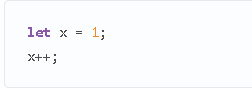 let x = 1;
x++;